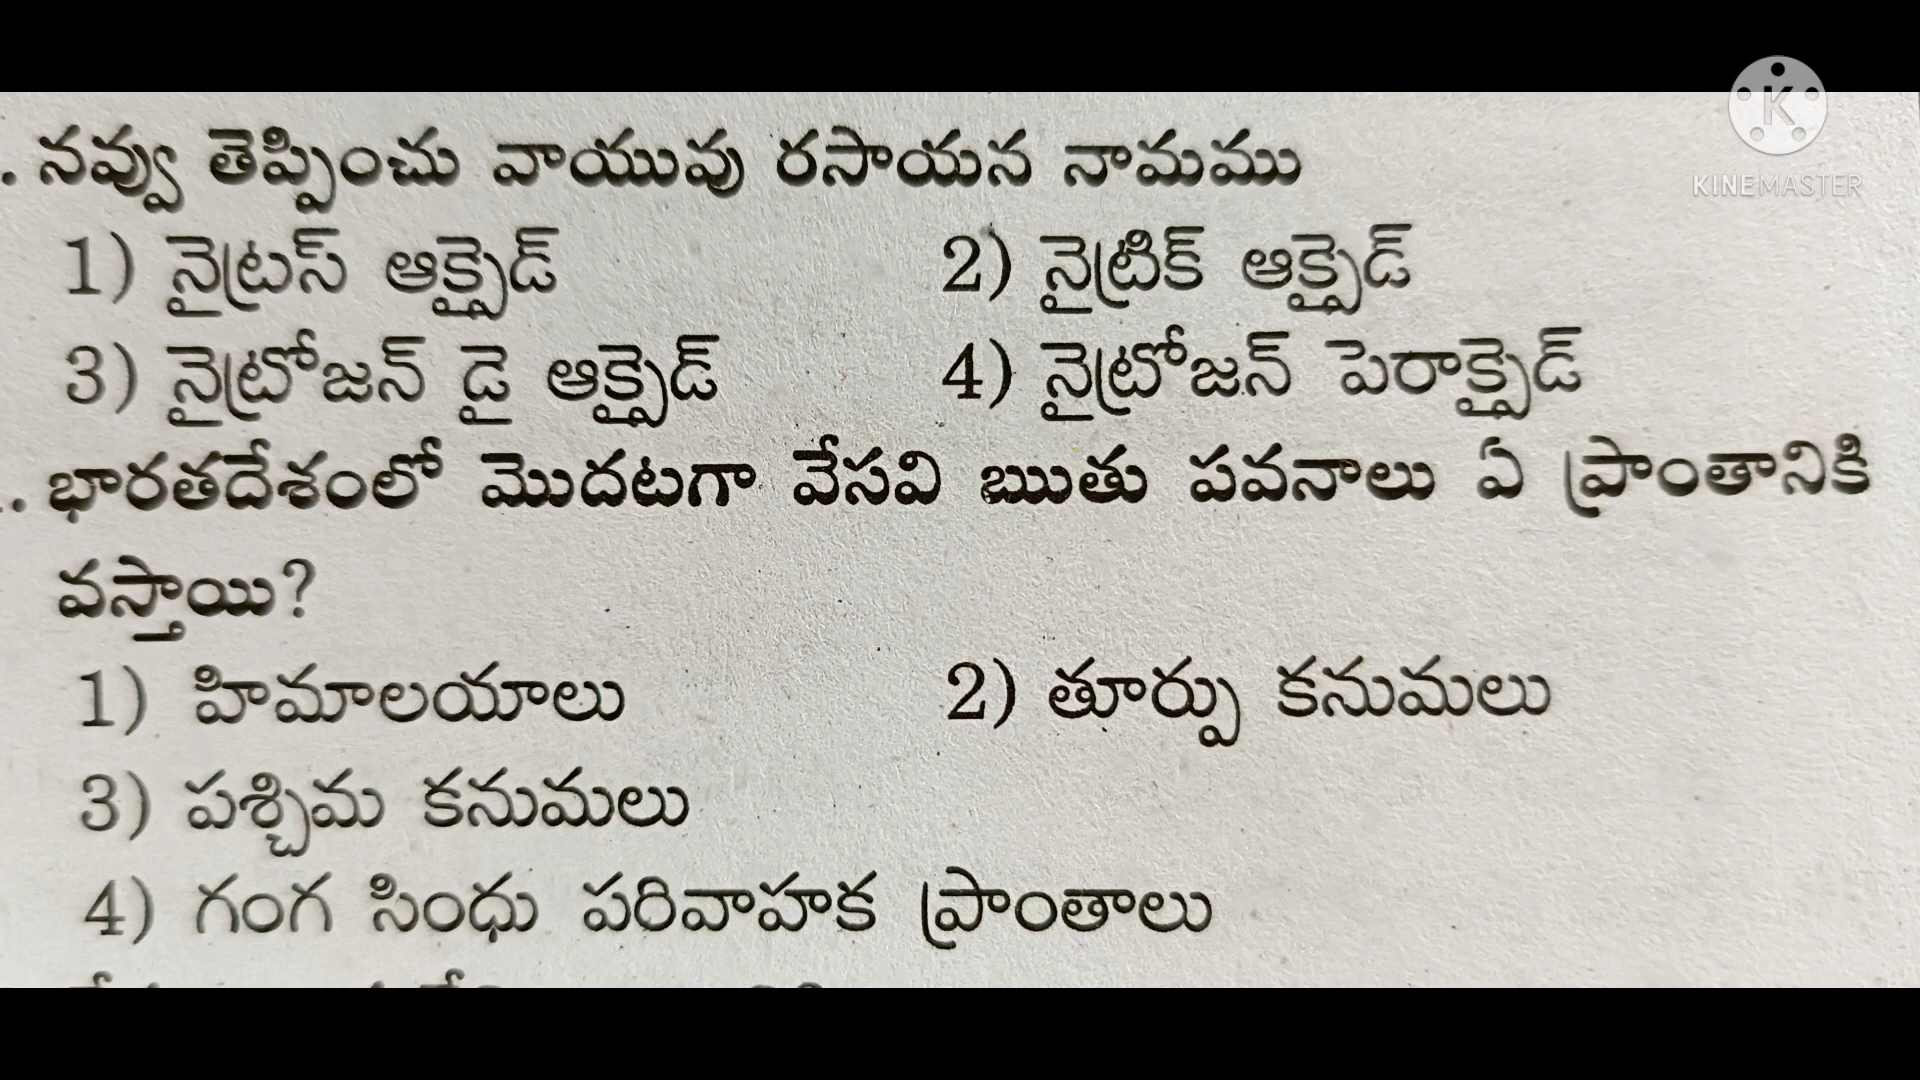 . నవ్వు తెప్పించు వాయువు రసాయన నామము
1) నైట్రస్ ఆక్సైడ్ 2) నైట్రిక్ ఆక్సైడ్
3) నైట్రోజన్ డై ఆక్సైడ్ 4) నైట్రోజన్ పెరాక్సైడ్
. భారతదేశంలో మొదటగా వేసవి ఋతు పవనాలు ఏ ప్రాంతానికి
వస్తాయి?
1) హిమాలయాలు 2) తూర్పు కనుమలు
3) పశ్చిమ కనుమలు
4) గంగ సింధు పరివాహక ప్రాంతాలు
K
KINEMASTER